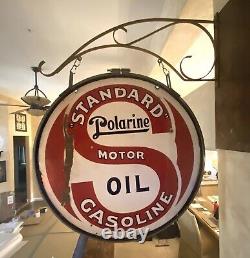 "STANDARD"
Polarine
MOTOR
OIL
GASOLINE
S